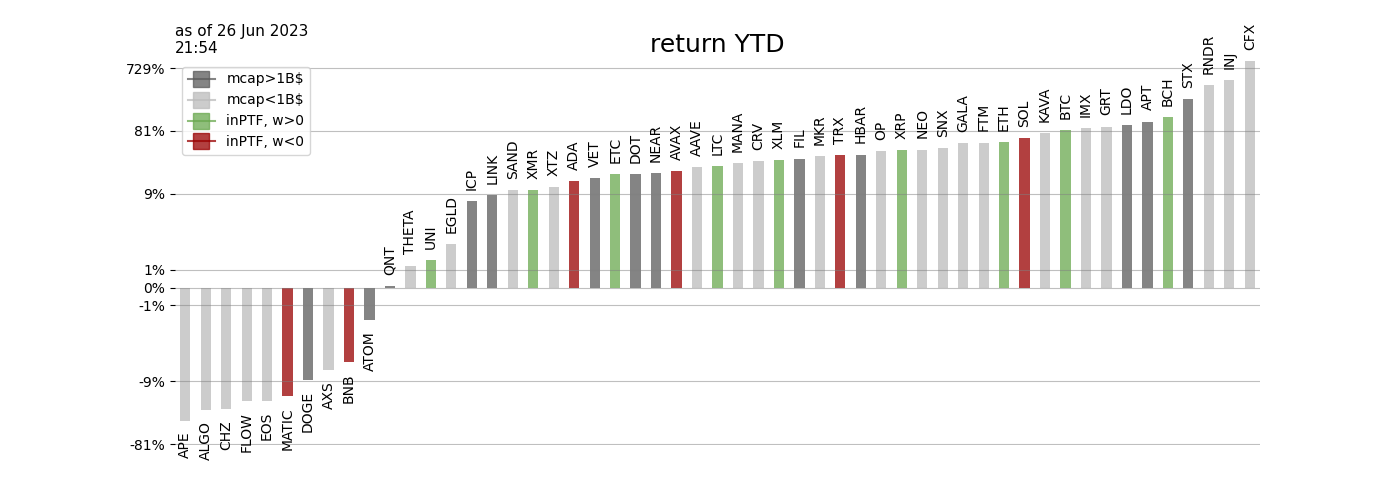 as of 26 Jun 2023
21:54
return YTD
mcap>1B$
mcap<1B$
inPTF, w>0
inPTF, w<0
729%
81%
9%
1%
0%
-1%
-9%
-81%
APE
ALGO
CHZ
FLOW
EOS
MATIC
DOGE
AXS
BNB
ATOM
QNT
THETA
UNI
EGLD
ICP
LINK
SAND
XMR
XTZ
ADA
VET
ETC
DOT
NEAR
AVAX
AAVE
LTC
MANA
CRV
XLM
FIL
MKR
TRX
HBAR
OP
XRP
NEO
SNX
GALA
FTM
ETH
SOL
KAVA
BTC
IMX
GRT
LDO
APT
BCH
STX
RNDR
INJ
CFX